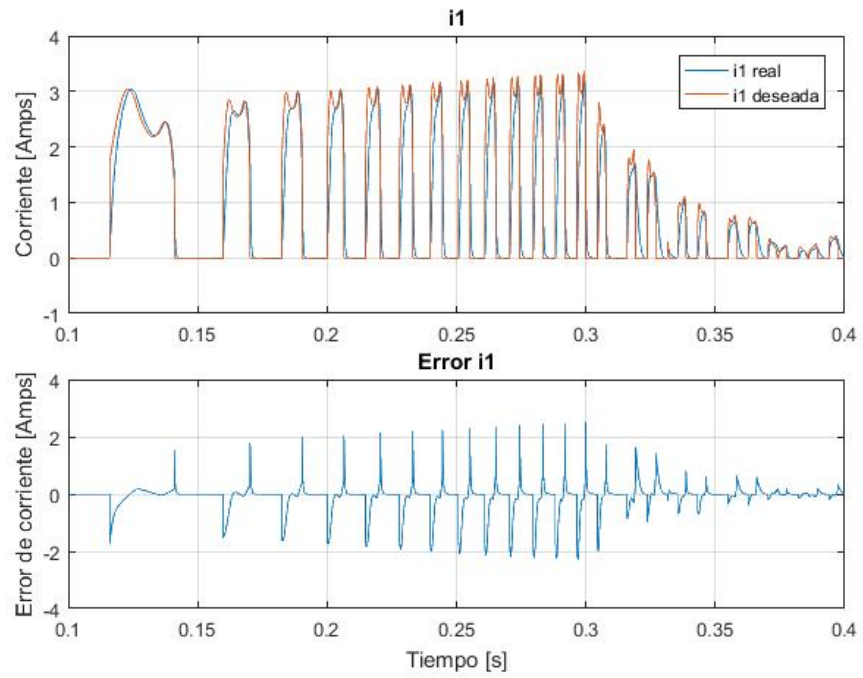 i1
4
3
2
1
0
-1
Corriente [Amps]
i1 real
i1 deseada
0.1 0.15 0.2 0.25 0.3 0.35 0.4
Error i1
4
2
0
-2
-4
Error de corriente [Amps]
0.1 0.15 0.2 0.25 0.3 0.35 0.4
Tiempo [s]